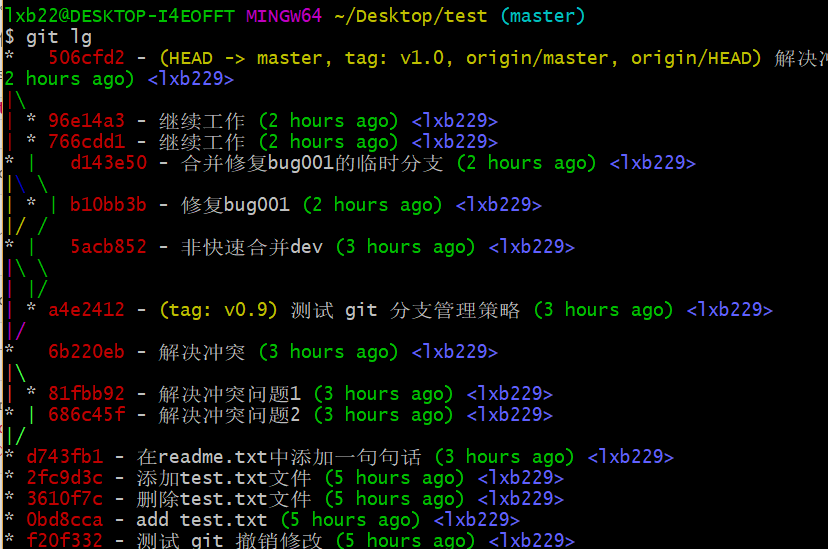 lxb22@DESKTOP-I4EOFFT MINGW64 ~/Desktop/test (master)
$ git lg
*   506cfd2 - (HEAD -> master, tag: v1.0, origin/master, origin/HEAD) 解决冲
2 hours ago) <lxb229>
|\
| * 96e14a3 - 继续工作 (2 hours ago) <lxb229>
| * 766cdd1 - 继续工作 (2 hours ago) <lxb229>
* |   d143e50 - 合并修复bug001的临时分支 (2 hours ago) <lxb229>
|\ \
| * | b10bb3b - 修复bug001 (2 hours ago) <lxb229>
|/ /
* |   5acb852 - 非快速合并dev (3 hours ago) <lxb229>
|\ \
| |/
| * a4e2412 - (tag: v0.9) 测试 git 分支管理策略 (3 hours ago) <lxb229>
|/
*   6b220eb - 解决冲突 (3 hours ago) <lxb229>
|\
| * 81fbb92 - 解决冲突问题1 (3 hours ago) <lxb229>
* | 686c45f - 解决冲突问题2 (3 hours ago) <lxb229>
|/
* d743fb1 - 在readme.txt中添加一句句话 (3 hours ago) <lxb229>
* 2fc9d3c - 添加test.txt文件 (5 hours ago) <lxb229>
* 3610f7c - 删除test.txt文件 (5 hours ago) <lxb229>
* 0bd8cca - add test.txt (5 hours ago) <lxb229>
* f20f332 - 测试 git 撤销修改 (5 hours ago) <lxb229>